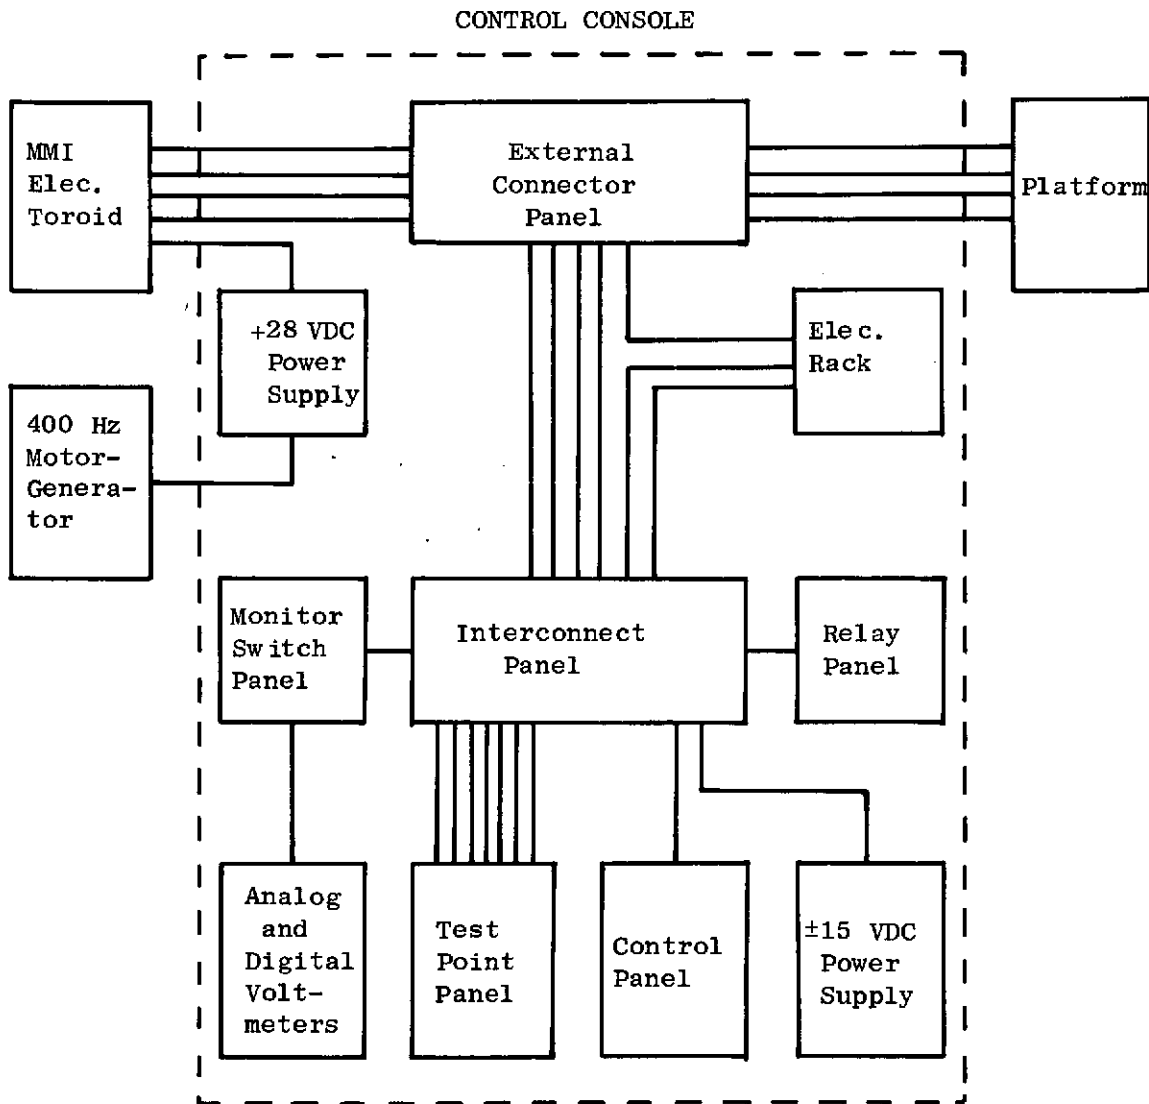 CONTROL CONSOLE
MMI
Elec.
Toroid
External
Connector
Panel
Platform
+28 VDC
Power
Supply
Elec.
Rack
400 Hz
Motor-
Genera-
tor
Monitor
Switch
Panel
Interconnect
Panel
Relay
Panel
Analog
and
Digital
Volt-
meters
Test
Point
Panel
Control
Panel
±15 VDC
Power
Supply